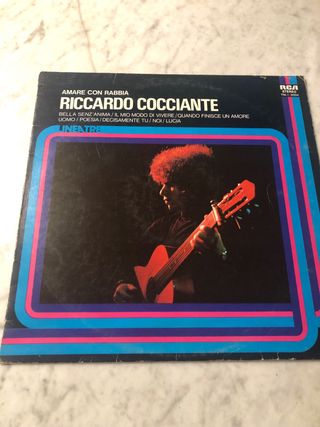 AMARE CON RABBIA
RICCARDO COCCIANTE
BELLA SENZ'ANIMA / IL MIO MODO DI VIVERE / QUANDO FINISCE UN AMORE
UOMO / POESIA / DECISAMENTE TU / NOI / LUCIA
LINEATRE
RCA
STEREO